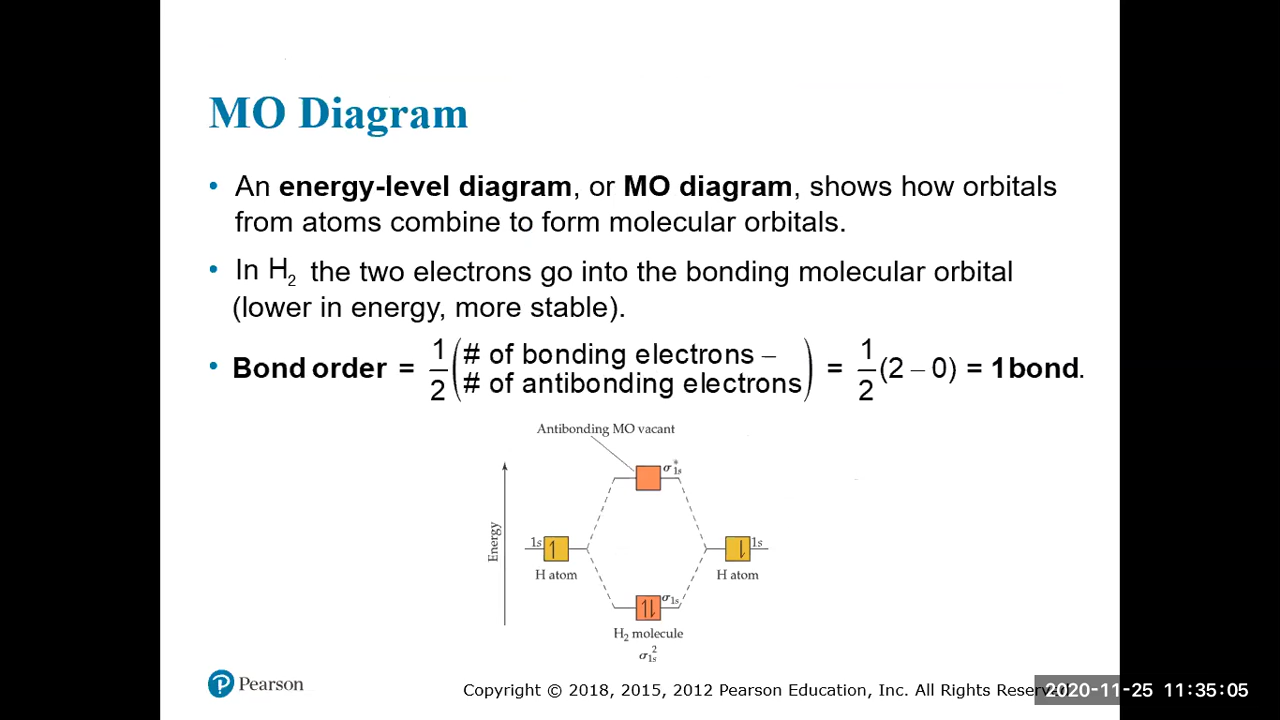 MO Diagram
• An energy-level diagram, or MO diagram, shows how orbitals
from atoms combine to form molecular orbitals.
• In H₂ the two electrons go into the bonding molecular orbital
(lower in energy, more stable).
• Bond order = 1/2 (# of bonding electrons – # of antibonding electrons) = 1/2 (2 – 0) = 1 bond.
Antibonding MO vacant
σ*1s
Energy
1s 1s
H atom H atom
σ1s
H₂ molecule
σ1s²
Pearson
Copyright © 2018, 2015, 2012 Pearson Education, Inc. All Rights Reserved
2020-11-25 11:35:05